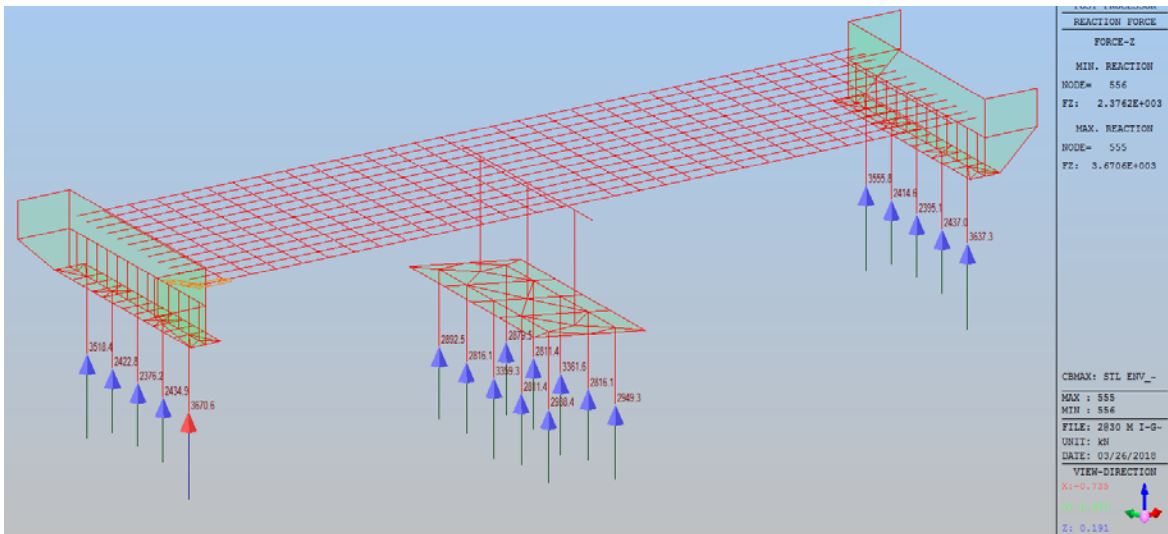 POST PROCESSOR
REACTION FORCE
FORCE-Z
MIN. REACTION
NODE= 556
FZ: 2.3762E+003
MAX. REACTION
NODE= 555
FZ: 3.6706E+003
3555.8
2414.6
2395.1
2437.0
3637.3
3518.4
2422.8
2376.2
2434.9
3670.6
2892.5
2816.1
3359.3
2811.4
2879.5
2811.4
3361.6
2816.1
2949.3
CBMAX: STL ENV_~
MAX : 555
MIN : 556
FILE: 2@30 M I-G~
UNIT: kN
DATE: 03/26/2018
VIEW-DIRECTION
X:-0.735
Z: 0.191